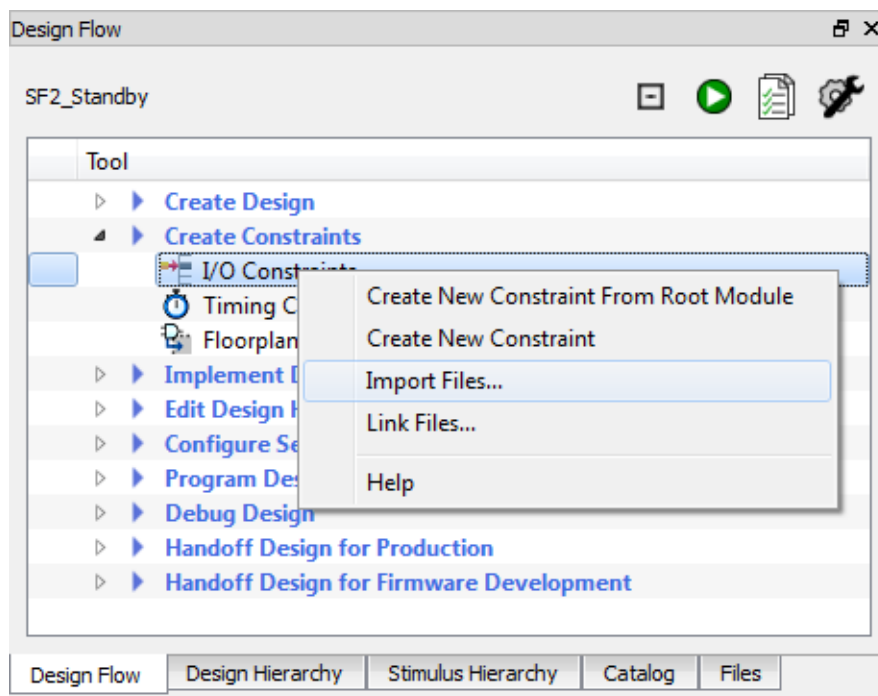 Design Flow
SF2_Standby
Tool
Create Design
Create Constraints
I/O Constraints
Create New Constraint From Root Module
Timing C
Create New Constraint
Floorplan
Import Files...
Implement D
Edit Design H
Link Files...
Configure Se
Program Des
Help
Debug Design
Handoff Design for Production
Handoff Design for Firmware Development
Design Flow Design Hierarchy Stimulus Hierarchy Catalog Files